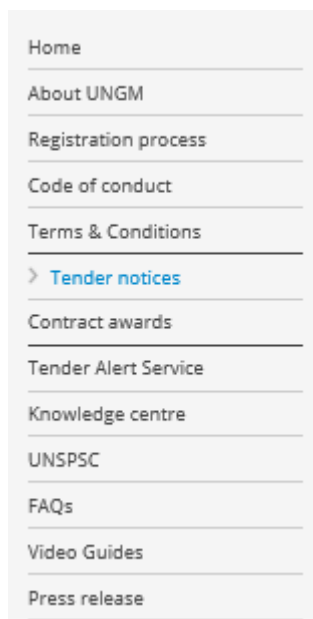 Home
About UNGM
Registration process
Code of conduct
Terms & Conditions
Tender notices
Contract awards
Tender Alert Service
Knowledge centre
UNSPSC
FAQs
Video Guides
Press release